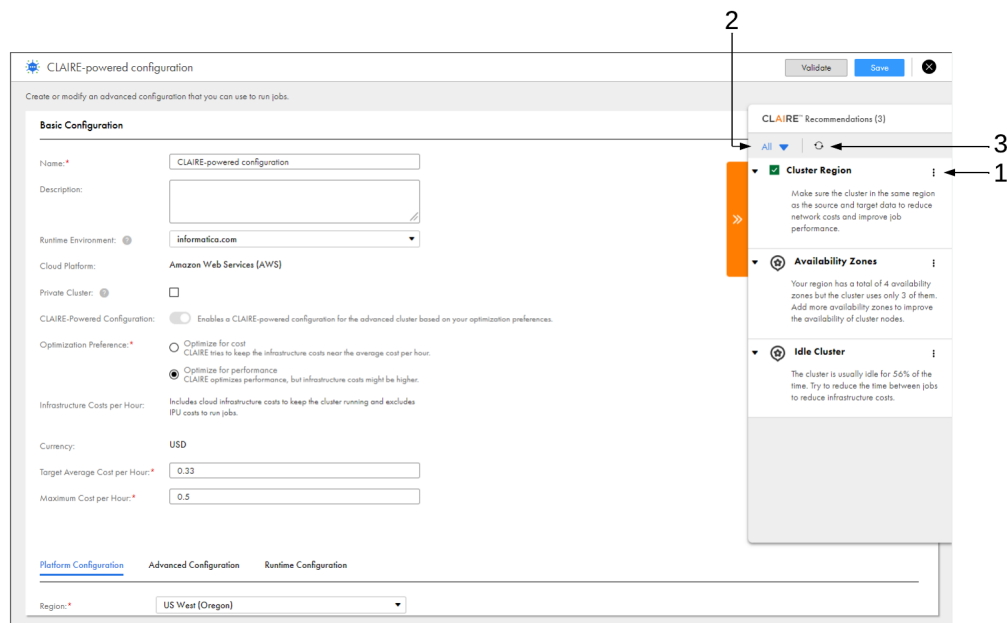 2
CLAIRE-powered configuration
Validate
Save
Create or modify an advanced configuration that you can use to run jobs.
Basic Configuration
Name:*
CLAIRE-powered configuration
Description:
Runtime Environment: ?
informatica.com
Cloud Platform:
Amazon Web Services (AWS)
Private Cluster: ?
CLAIRE-Powered Configuration:
Enables a CLAIRE-powered configuration for the advanced cluster based on your optimization preferences.
Optimization Preference:*
Optimize for cost
CLAIRE tries to keep the infrastructure costs near the average cost per hour.
Optimize for performance
CLAIRE optimizes performance, but infrastructure costs might be higher.
Infrastructure Costs per Hour:
Includes cloud infrastructure costs to keep the cluster running and excludes
IPU costs to run jobs.
Currency:
USD
Target Average Cost per Hour:*
0.33
Maximum Cost per Hour:*
0.5
Platform Configuration
Advanced Configuration
Runtime Configuration
Region:*
US West (Oregon)
CLAIRE™ Recommendations (3)
All
3
Cluster Region
1
Make sure the cluster in the same region
as the source and target data to reduce
network costs and improve job
performance.
Availability Zones
Your region has a total of 4 availability
zones but the cluster uses only 3 of them.
Add more availability zones to improve
the availability of cluster nodes.
Idle Cluster
The cluster is usually idle for 56% of the
time. Try to reduce the time between jobs
to reduce infrastructure costs.